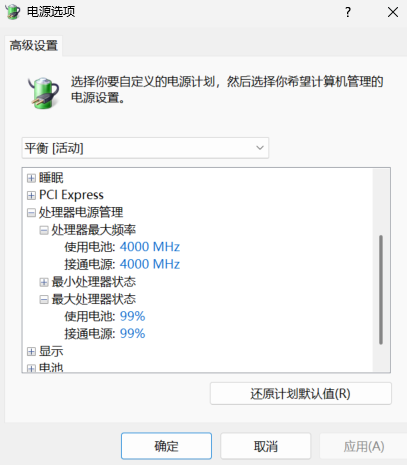 电源选项
?
高级设置
选择你要自定义的电源计划，然后选择你希望计算机管理的
电源设置。
平衡 [活动]
睡眠
PCI Express
处理器电源管理
处理器最大频率
使用电池: 4000 MHz
接通电源: 4000 MHz
最小处理器状态
最大处理器状态
使用电池: 99%
接通电源: 99%
显示
电池
还原计划默认值(R)
确定
取消
应用(A)